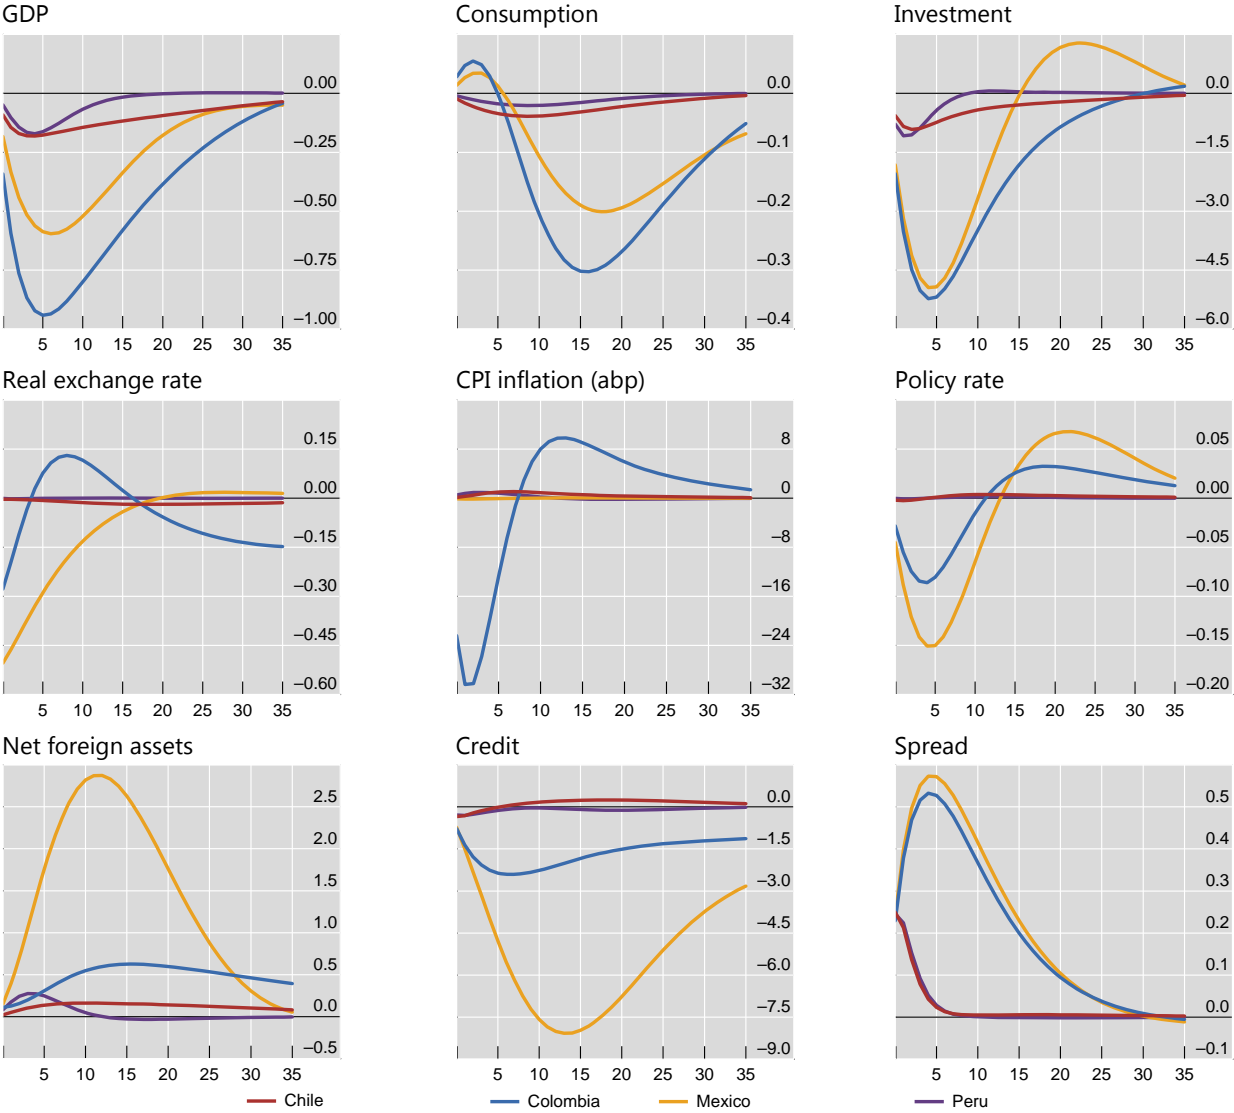 GDP
Consumption
Investment
0.00
–0.25
–0.50
–0.75
–1.00
5 10 15 20 25 30 35
0.0
–0.1
–0.2
–0.3
–0.4
5 10 15 20 25 30 35
0.0
–1.5
–3.0
–4.5
–6.0
5 10 15 20 25 30 35
Real exchange rate
CPI inflation (abp)
Policy rate
0.15
0.00
–0.15
–0.30
–0.45
–0.60
5 10 15 20 25 30 35
8
0
–8
–16
–24
–32
5 10 15 20 25 30 35
0.05
0.00
–0.05
–0.10
–0.15
–0.20
5 10 15 20 25 30 35
Net foreign assets
Credit
Spread
2.5
2.0
1.5
1.0
0.5
0.0
–0.5
5 10 15 20 25 30 35
0.0
–1.5
–3.0
–4.5
–6.0
–7.5
–9.0
5 10 15 20 25 30 35
0.5
0.4
0.3
0.2
0.1
0.0
–0.1
5 10 15 20 25 30 35
Chile
Colombia
Mexico
Peru